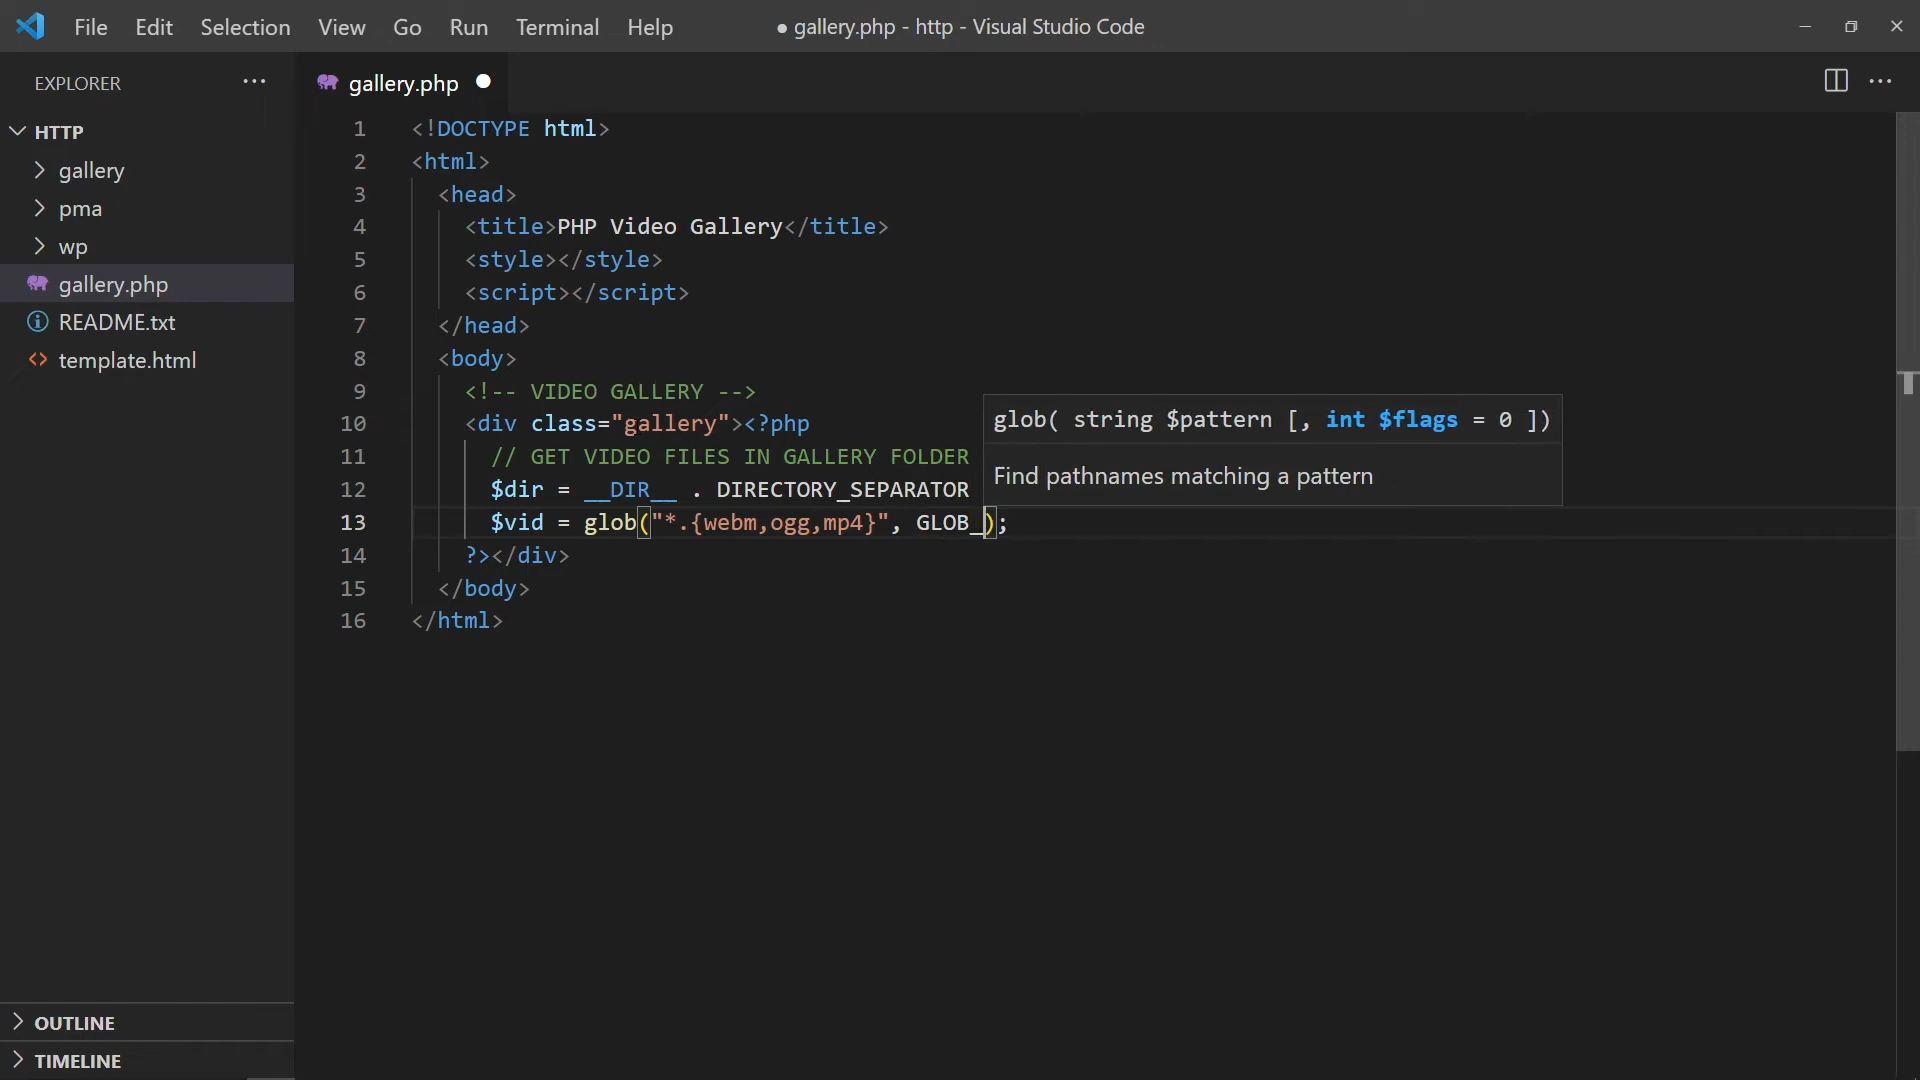 File Edit Selection View Go Run Terminal Help ● gallery.php - http - Visual Studio Code
EXPLORER ···
gallery.php ●
HTTP
gallery
pma
wp
gallery.php
README.txt
template.html
OUTLINE
TIMELINE
1 <!DOCTYPE html>
2 <html>
3 <head>
4 <title>PHP Video Gallery</title>
5 <style></style>
6 <script></script>
7 </head>
8 <body>
9 <!-- VIDEO GALLERY -->
10 <div class="gallery"><?php
11 // GET VIDEO FILES IN GALLERY FOLDER
12 $dir = __DIR__ . DIRECTORY_SEPARATOR
13 $vid = glob("*.{webm,ogg,mp4}", GLOB_);
14 ?></div>
15 </body>
16 </html>
glob( string $pattern [, int $flags = 0 ])
Find pathnames matching a pattern